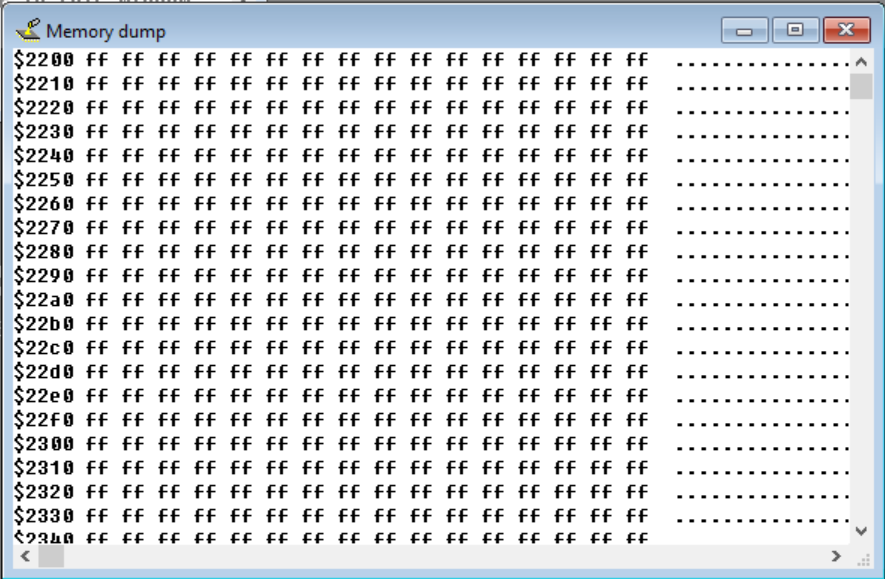 Memory dump
$2200 ff ff ff ff ff ff ff ff ff ff ff ff ff ff ff ff ...............
$2210 ff ff ff ff ff ff ff ff ff ff ff ff ff ff ff ff ...............
$2220 ff ff ff ff ff ff ff ff ff ff ff ff ff ff ff ff ...............
$2230 ff ff ff ff ff ff ff ff ff ff ff ff ff ff ff ff ...............
$2240 ff ff ff ff ff ff ff ff ff ff ff ff ff ff ff ff ...............
$2250 ff ff ff ff ff ff ff ff ff ff ff ff ff ff ff ff ...............
$2260 ff ff ff ff ff ff ff ff ff ff ff ff ff ff ff ff ...............
$2270 ff ff ff ff ff ff ff ff ff ff ff ff ff ff ff ff ...............
$2280 ff ff ff ff ff ff ff ff ff ff ff ff ff ff ff ff ...............
$2290 ff ff ff ff ff ff ff ff ff ff ff ff ff ff ff ff ...............
$22a0 ff ff ff ff ff ff ff ff ff ff ff ff ff ff ff ff ...............
$22b0 ff ff ff ff ff ff ff ff ff ff ff ff ff ff ff ff ...............
$22c0 ff ff ff ff ff ff ff ff ff ff ff ff ff ff ff ff ...............
$22d0 ff ff ff ff ff ff ff ff ff ff ff ff ff ff ff ff ...............
$22e0 ff ff ff ff ff ff ff ff ff ff ff ff ff ff ff ff ...............
$22f0 ff ff ff ff ff ff ff ff ff ff ff ff ff ff ff ff ...............
$2300 ff ff ff ff ff ff ff ff ff ff ff ff ff ff ff ff ...............
$2310 ff ff ff ff ff ff ff ff ff ff ff ff ff ff ff ff ...............
$2320 ff ff ff ff ff ff ff ff ff ff ff ff ff ff ff ff ...............
$2330 ff ff ff ff ff ff ff ff ff ff ff ff ff ff ff ff ...............
$2340 ff ff ff ff ff ff ff ff ff ff ff ff ff ff ff ff